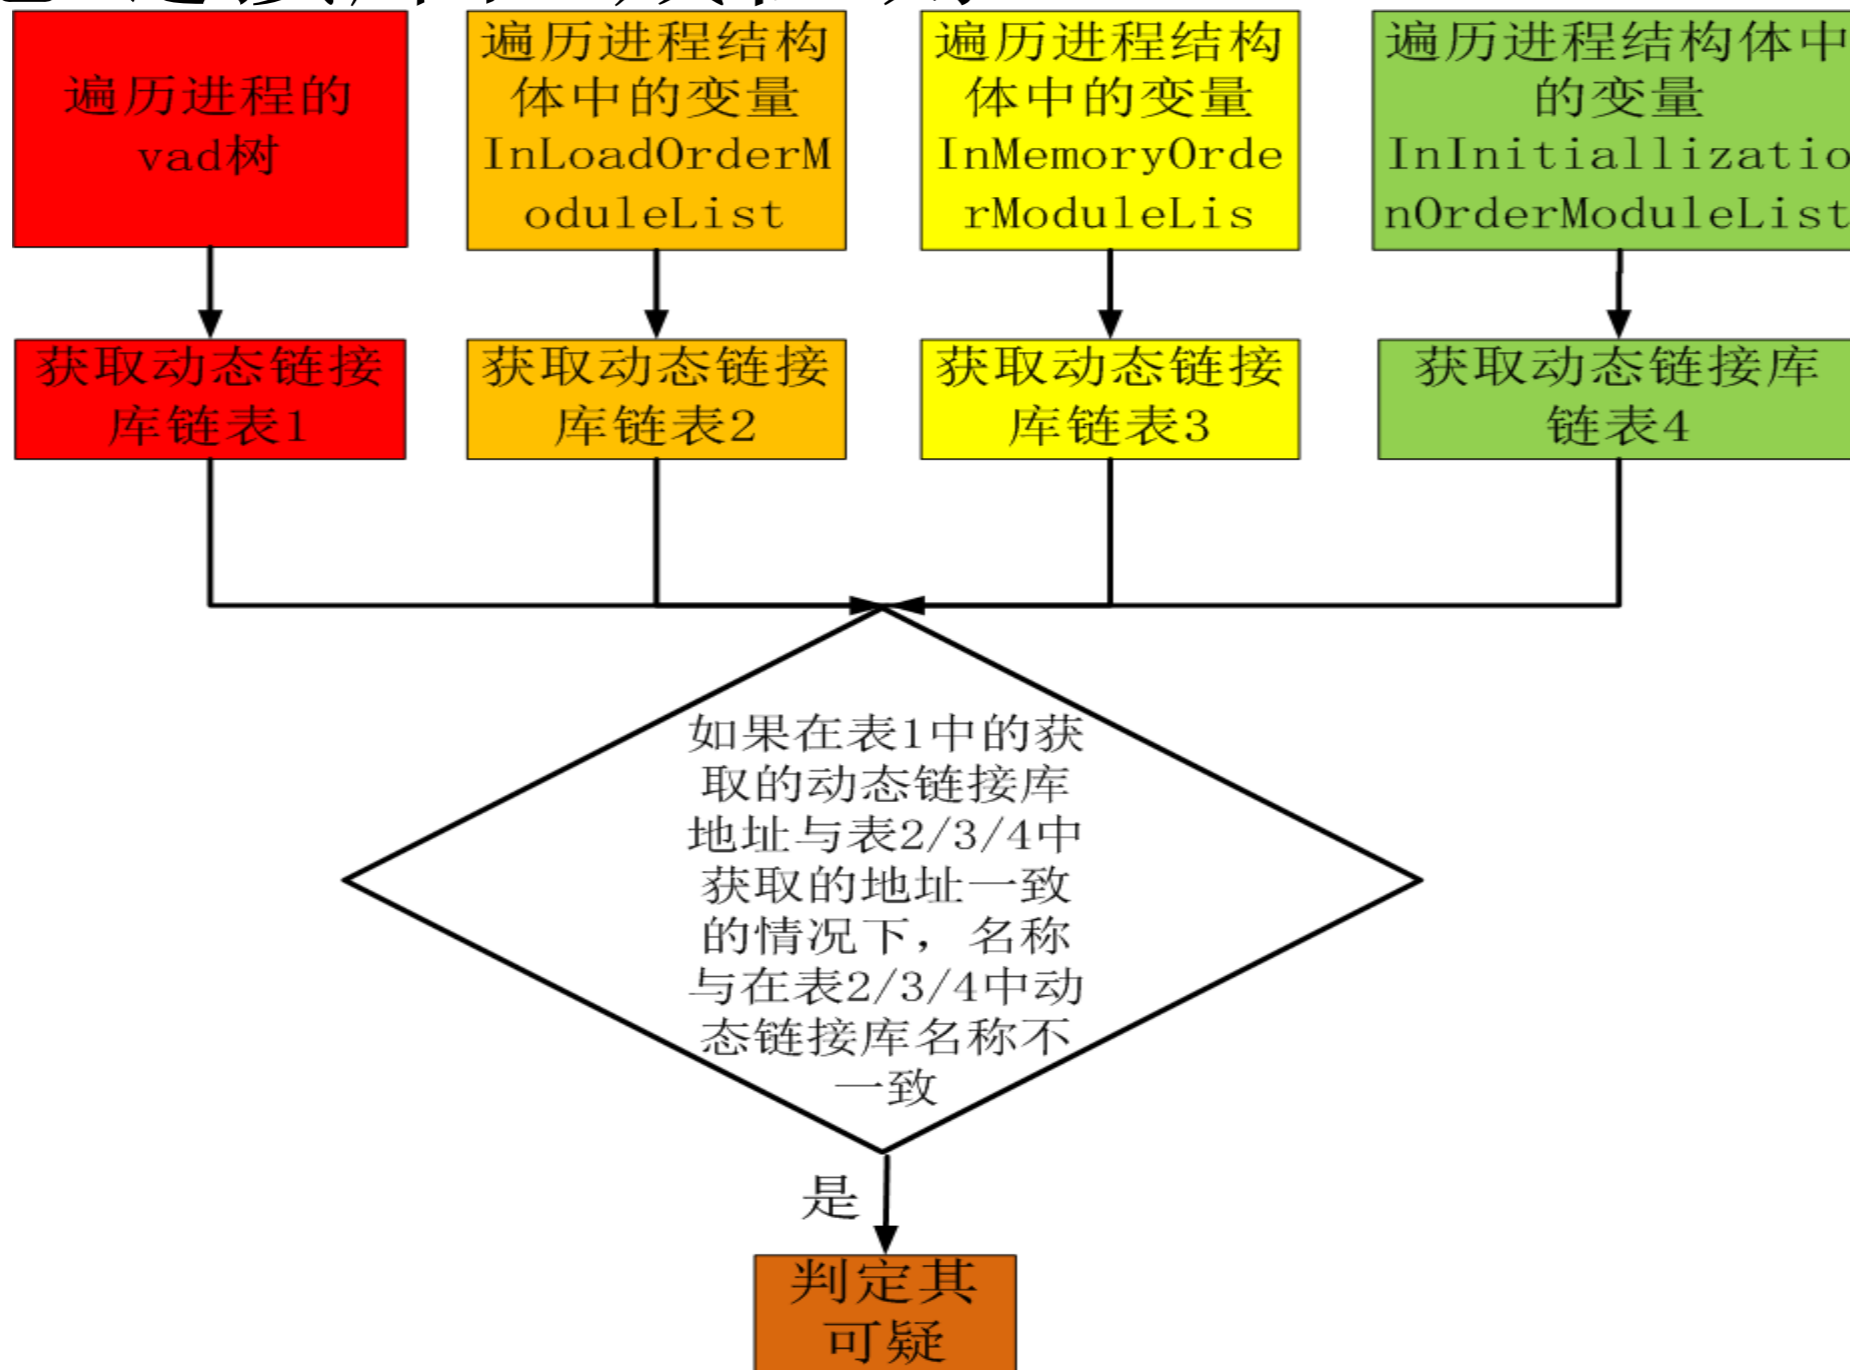 遍历进程的
vad树
遍历进程结构
体中的变量
InLoadOrderM
oduleList
遍历进程结构
体中的变量
InMemoryOrde
rModuleLis
遍历进程结构体中
的变量
InInitiallizatio
nOrderModuleList
获取动态链接
库链表1
获取动态链接
库链表2
获取动态链接
库链表3
获取动态链接库
链表4
如果在表1中的获
取的动态链接库
地址与表2/3/4中
获取的地址一致
的情况下，名称
与在表2/3/4中动
态链接库名称不
一致
是
判定其
可疑